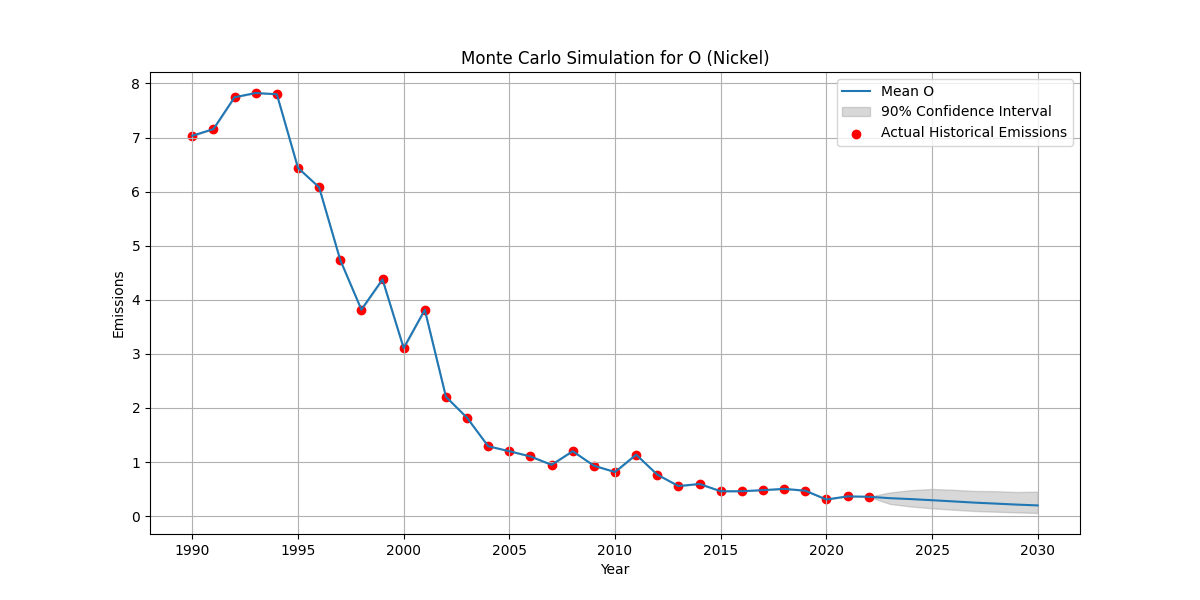 Monte Carlo Simulation for O (Nickel)
Mean O
90% Confidence Interval
Actual Historical Emissions
8
7
6
5
4
3
2
1
0
Emissions
1990 1995 2000 2005 2010 2015 2020 2025 2030
Year